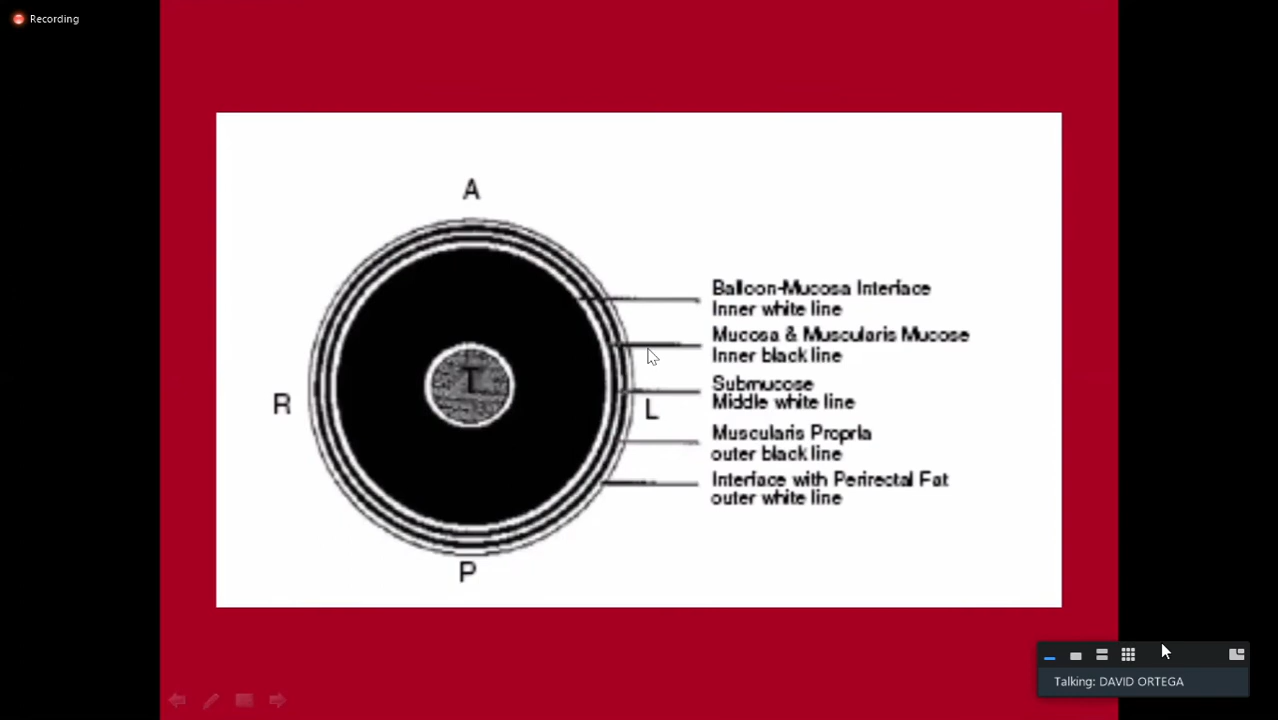 Recording
A
Balloon-Mucosa Interface
Inner white line
Mucosa & Muscularis Mucose
Inner black line
T
Submucose
Middle white line
R
L
Muscularis Propria
outer black line
Interface with Perirectal Fat
outer white line
P
Talking: DAVID ORTEGA